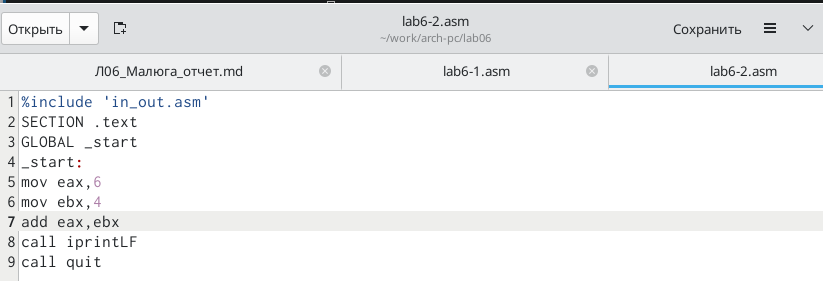 Открыть
lab6-2.asm
~/work/arch-pc/lab06
Сохранить
Л06_Малюга_отчет.md
lab6-1.asm
lab6-2.asm
1 %include 'in_out.asm'
2 SECTION .text
3 GLOBAL _start
4 _start:
5 mov eax,6
6 mov ebx,4
7 add eax,ebx
8 call iprintLF
9 call quit